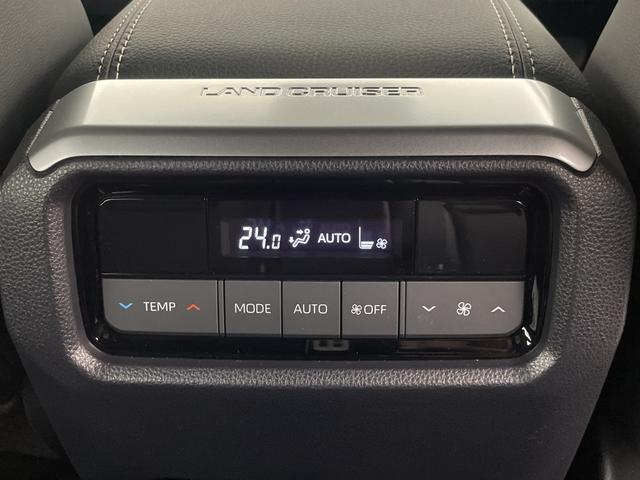 LAND CRUISER
24.0 AUTO
TEMP MODE AUTO OFF